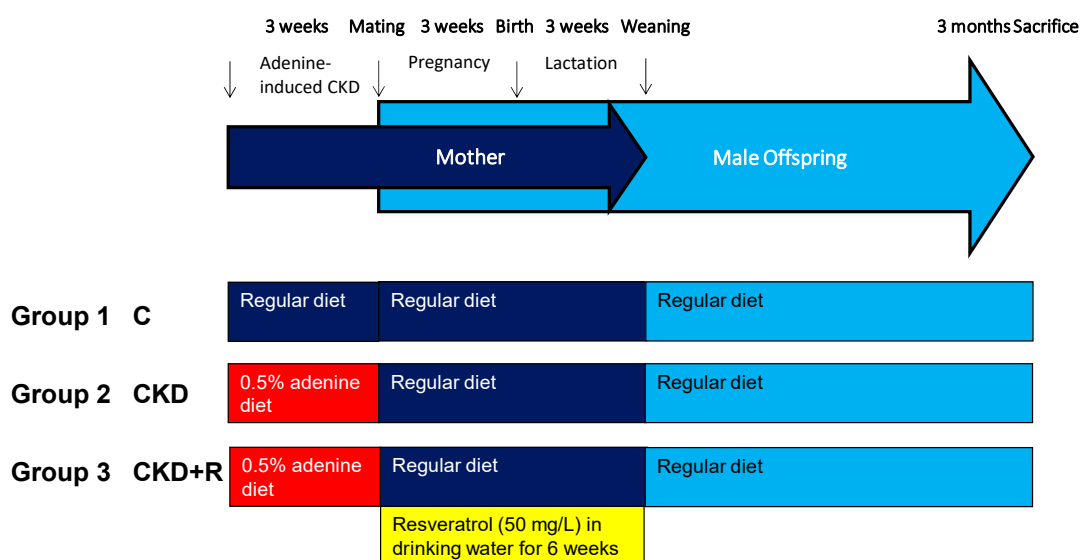 3 weeks Mating 3 weeks Birth 3 weeks Weaning 3 months Sacrifice
Adenine-
induced CKD
Pregnancy
Lactation
Mother
Male Offspring
Group 1 C
Regular diet
Regular diet
Regular diet
Group 2 CKD
0.5% adenine
diet
Regular diet
Regular diet
Group 3 CKD+R
0.5% adenine
diet
Regular diet
Regular diet
Resveratrol (50 mg/L) in
drinking water for 6 weeks